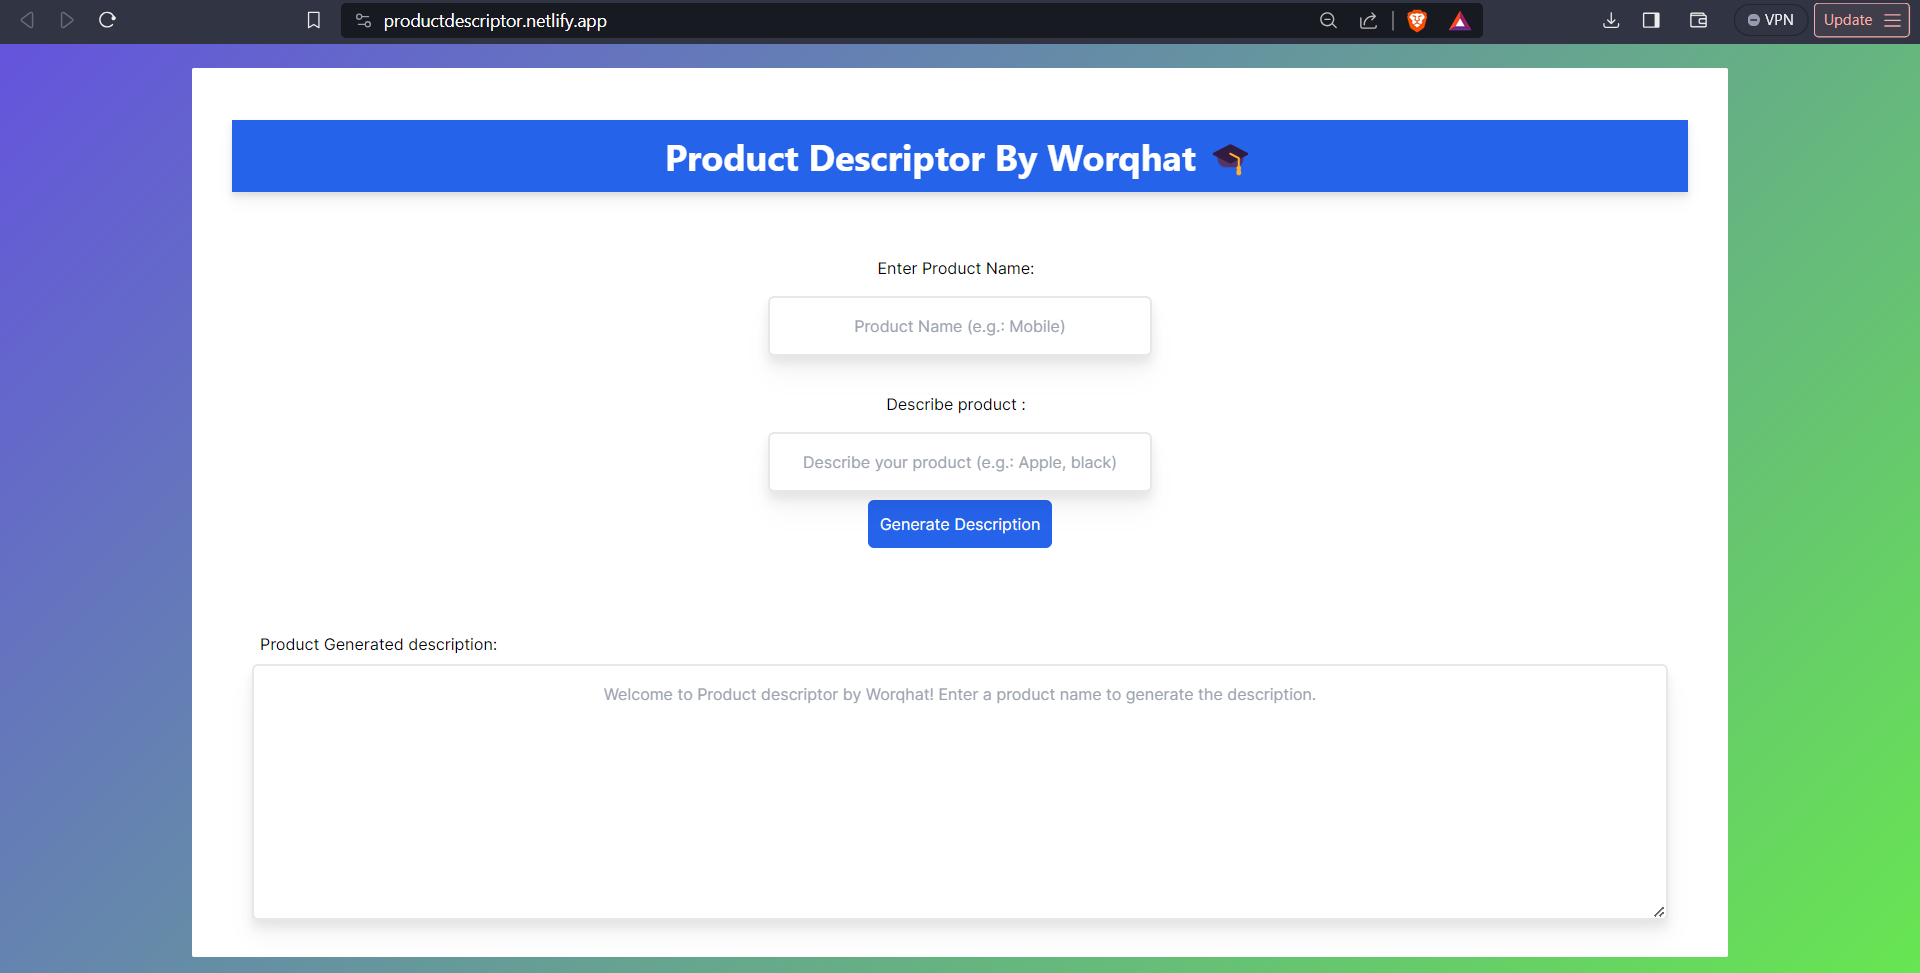 productdescriptor.netlify.app
VPN
Update
Product Descriptor By Worqhat 🎓
Enter Product Name:
Product Name (e.g.: Mobile)
Describe product :
Describe your product (e.g.: Apple, black)
Generate Description
Product Generated description:
Welcome to Product descriptor by Worqhat! Enter a product name to generate the description.